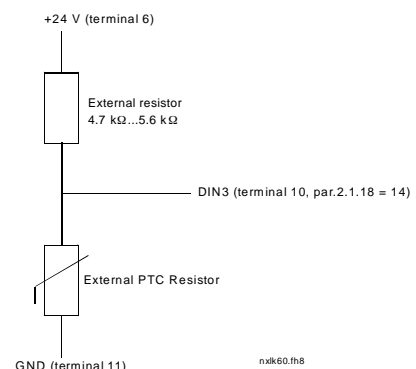 +24 V (terminal 6)
External resistor
4.7 kΩ...5.6 kΩ
DIN3 (terminal 10, par.2.1.18 = 14)
External PTC Resistor
GND (terminal 11)
nxlk60.fh8